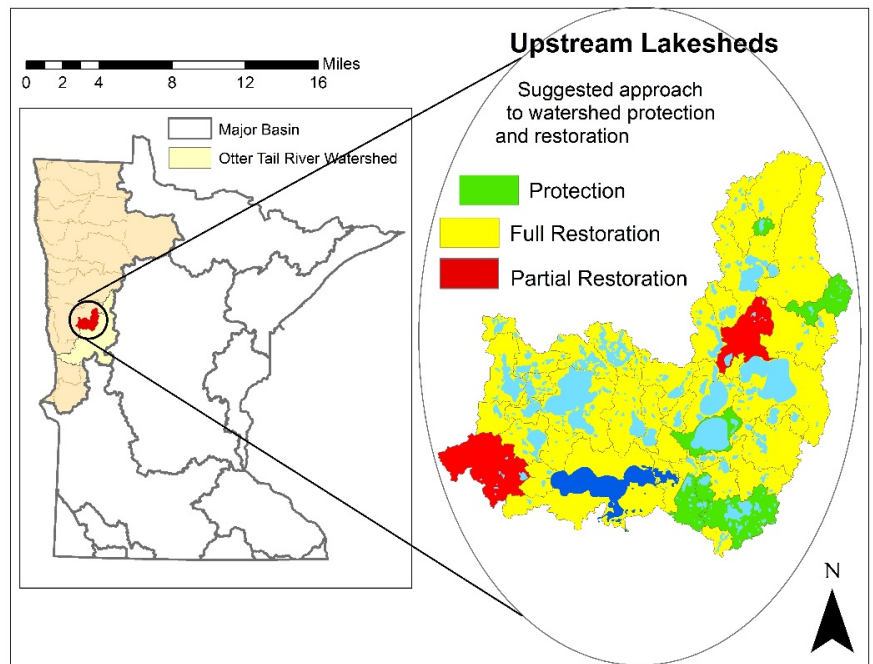 Upstream Lakesheds
Miles
0 2 4 8 12 16
Suggested approach
to watershed protection
and restoration
Major Basin
Otter Tail River Watershed
Protection
Full Restoration
Partial Restoration
N